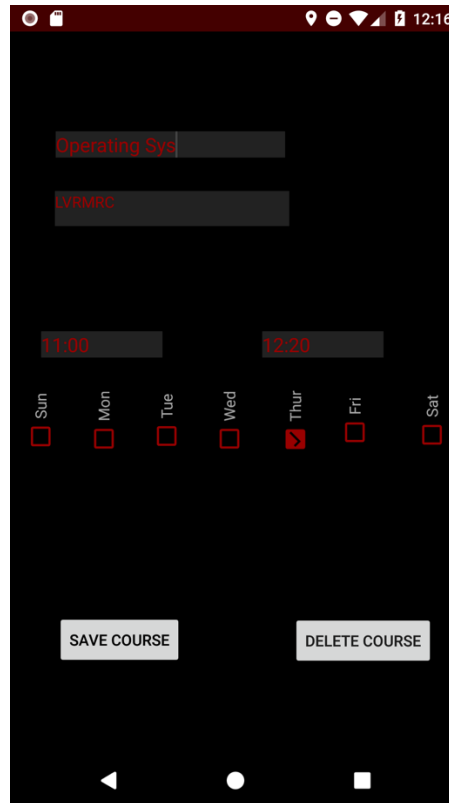 12:16
Operating Sys
LVRMRC
11:00 12:20
Sun Mon Tue Wed Thur Fri Sat
SAVE COURSE DELETE COURSE